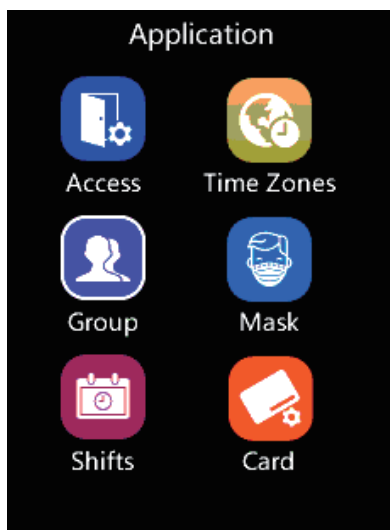 Application
Access
Time Zones
Group
Mask
Shifts
Card